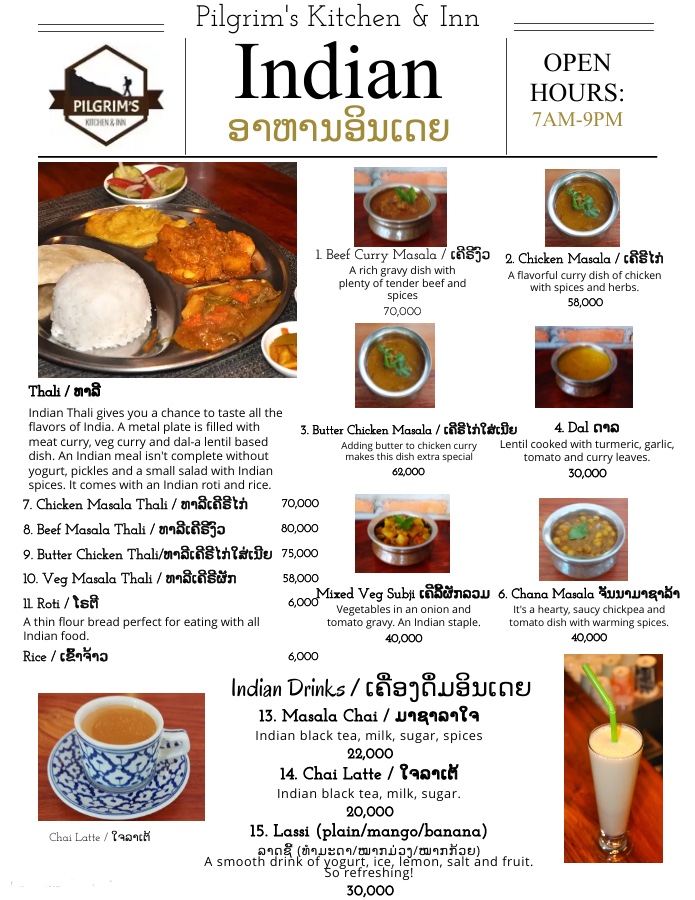 Pilgrim's Kitchen & Inn
Indian
ອາຫານອິນເດຍ
OPEN
HOURS:
7AM-9PM
PILGRIM'S
KITCHEN & INN
1. Beef Curry Masala / ເຄີຣີງົວ
A rich gravy dish with
plenty of tender beef and
spices
70,000
2. Chicken Masala / ເຄີຣີໄກ່
A flavorful curry dish of chicken
with spices and herbs.
58,000
3. Butter Chicken Masala / ເຄີຣີໄກ່ໃສ່ເນີຍ
Adding butter to chicken curry
makes this dish extra special
62,000
4. Dal ດາລ
Lentil cooked with turmeric, garlic,
tomato and curry leaves.
30,000
Mixed Veg Subji ເຄີລີ້ຜັກລວມ
Vegetables in an onion and
tomato gravy. An Indian staple.
40,000
6. Chana Masala ຈັນນາມາຊາລ້າ
It's a hearty, saucy chickpea and
tomato dish with warming spices.
40,000
Thali / ທາລີ
Indian Thali gives you a chance to taste all the
flavors of India. A metal plate is filled with
meat curry, veg curry and dal-a lentil based
dish. An Indian meal isn't complete without
yogurt, pickles and a small salad with Indian
spices. It comes with an Indian roti and rice.
7. Chicken Masala Thali / ທາລີເຄີຣີໄກ່ 70,000
8. Beef Masala Thali / ທາລີເຄີຣີງົວ 80,000
9. Butter Chicken Thali/ທາລີເຄີຣີໄກ່ໃສ່ເນີຍ 75,000
10. Veg Masala Thali / ທາລີເຄີຣີຜັກ 58,000
11. Roti / ໂຣຕີ 6,000
A thin flour bread perfect for eating with all
Indian food.
Rice / ເຂົ້າຈ້າວ 6,000
Indian Drinks / ເຄື່ອງດື່ມອິນເດຍ
13. Masala Chai / ມາຊາລາໃຈ
Indian black tea, milk, sugar, spices
22,000
14. Chai Latte / ໃຈລາເຕ້
Indian black tea, milk, sugar.
20,000
15. Lassi (plain/mango/banana)
ລາດຊີ້ (ທຳມະດາ/ໝາກມ່ວງ/ໝາກກ້ວຍ)
A smooth drink of yogurt, ice, lemon, salt and fruit.
So refreshing!
30,000
Chai Latte / ໃຈລາເຕ້